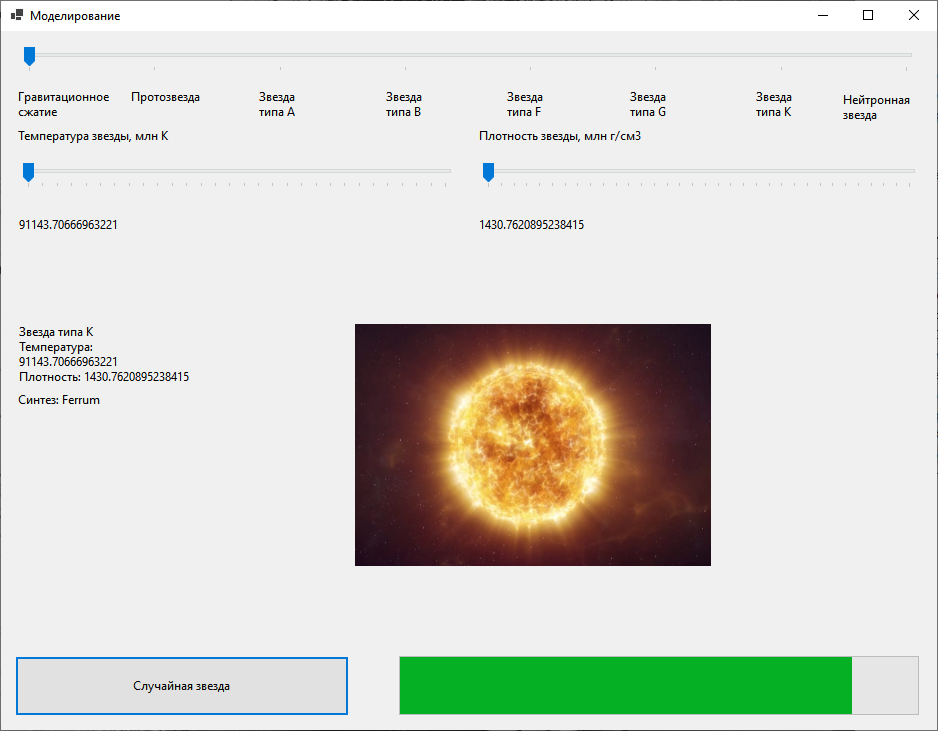 Моделирование
Гравитационное
сжатие
Протозвезда
Звезда
типа A
Звезда
типа B
Звезда
типа F
Звезда
типа G
Звезда
типа К
Нейтронная
звезда
Температура звезды, млн К
Плотность звезды, млн г/см3
91143.70666963221
1430.7620895238415
Звезда типа К
Температура:
91143.70666963221
Плотность: 1430.7620895238415
Синтез: Ferrum
Случайная звезда